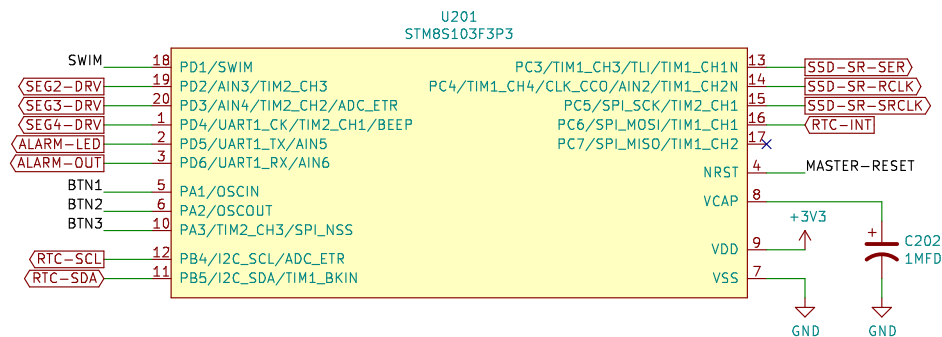 U201
STM8S103F3P3
SWIM 18 PD1/SWIM PC3/TIM1_CH3/TLI/TIM1_CH1N 13 SSD-SR-SER
SEG2-DRV 19 PD2/AIN3/TIM2_CH3 PC4/TIM1_CH4/CLK_CCO/AIN2/TIM1_CH2N 14 SSD-SR-RCLK
SEG3-DRV 20 PD3/AIN4/TIM2_CH2/ADC_ETR PC5/SPI_SCK/TIM2_CH1 15 SSD-SR-SRCLK
SEG4-DRV 1 PD4/UART1_CK/TIM2_CH1/BEEP PC6/SPI_MOSI/TIM1_CH1 16 RTC-INT
ALARM-LED 2 PD5/UART1_TX/AIN5 PC7/SPI_MISO/TIM1_CH2 17
ALARM-OUT 3 PD6/UART1_RX/AIN6
NRST 4 MASTER-RESET
BTN1 5 PA1/OSCIN
VCAP 8
BTN2 6 PA2/OSCOUT
BTN3 10 PA3/TIM2_CH3/SPI_NSS
+3V3
VDD 9
+ C202
1MFD
RTC-SCL 12 PB4/I2C_SCL/ADC_ETR
RTC-SDA 11 PB5/I2C_SDA/TIM1_BKIN VSS 7
GND GND